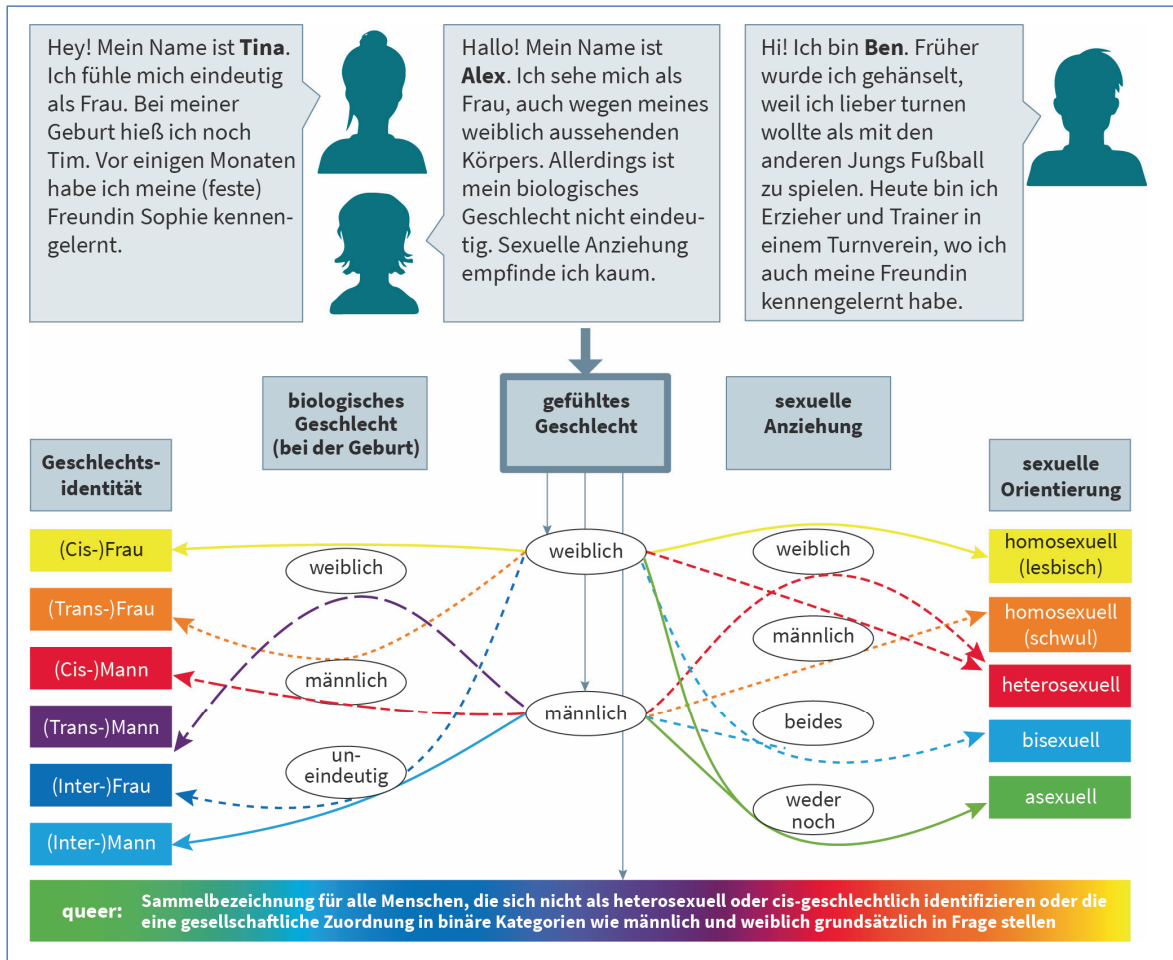 Hey! Mein Name ist Tina.
Ich fühle mich eindeutig
als Frau. Bei meiner
Geburt hieß ich noch
Tim. Vor einigen Monaten
habe ich meine (feste)
Freundin Sophie kennen-
gelernt.
Hallo! Mein Name ist
Alex. Ich sehe mich als
Frau, auch wegen meines
weiblich aussehenden
Körpers. Allerdings ist
mein biologisches
Geschlecht nicht eindeu-
tig. Sexuelle Anziehung
empfinde ich kaum.
Hi! Ich bin Ben. Früher
wurde ich gehänselt,
weil ich lieber turnen
wollte als mit den
anderen Jungs Fußball
zu spielen. Heute bin ich
Erzieher und Trainer in
einem Turnverein, wo ich
auch meine Freundin
kennengelernt habe.
Geschlechts-
identität
biologisches
Geschlecht
(bei der Geburt)
gefühltes
Geschlecht
sexuelle
Anziehung
sexuelle
Orientierung
(Cis-)Frau
(Trans-)Frau
(Cis-)Mann
(Trans-)Mann
(Inter-)Frau
(Inter-)Mann
weiblich
männlich
un-
eindeutig
weiblich
männlich
weiblich
männlich
beides
weder
noch
homosexuell
(lesbisch)
homosexuell
(schwul)
heterosexuell
bisexuell
asexuell
queer: Sammelbezeichnung für alle Menschen, die sich nicht als heterosexuell oder cis-geschlechtlich identifizieren oder die
eine gesellschaftliche Zuordnung in binäre Kategorien wie männlich und weiblich grundsätzlich in Frage stellen